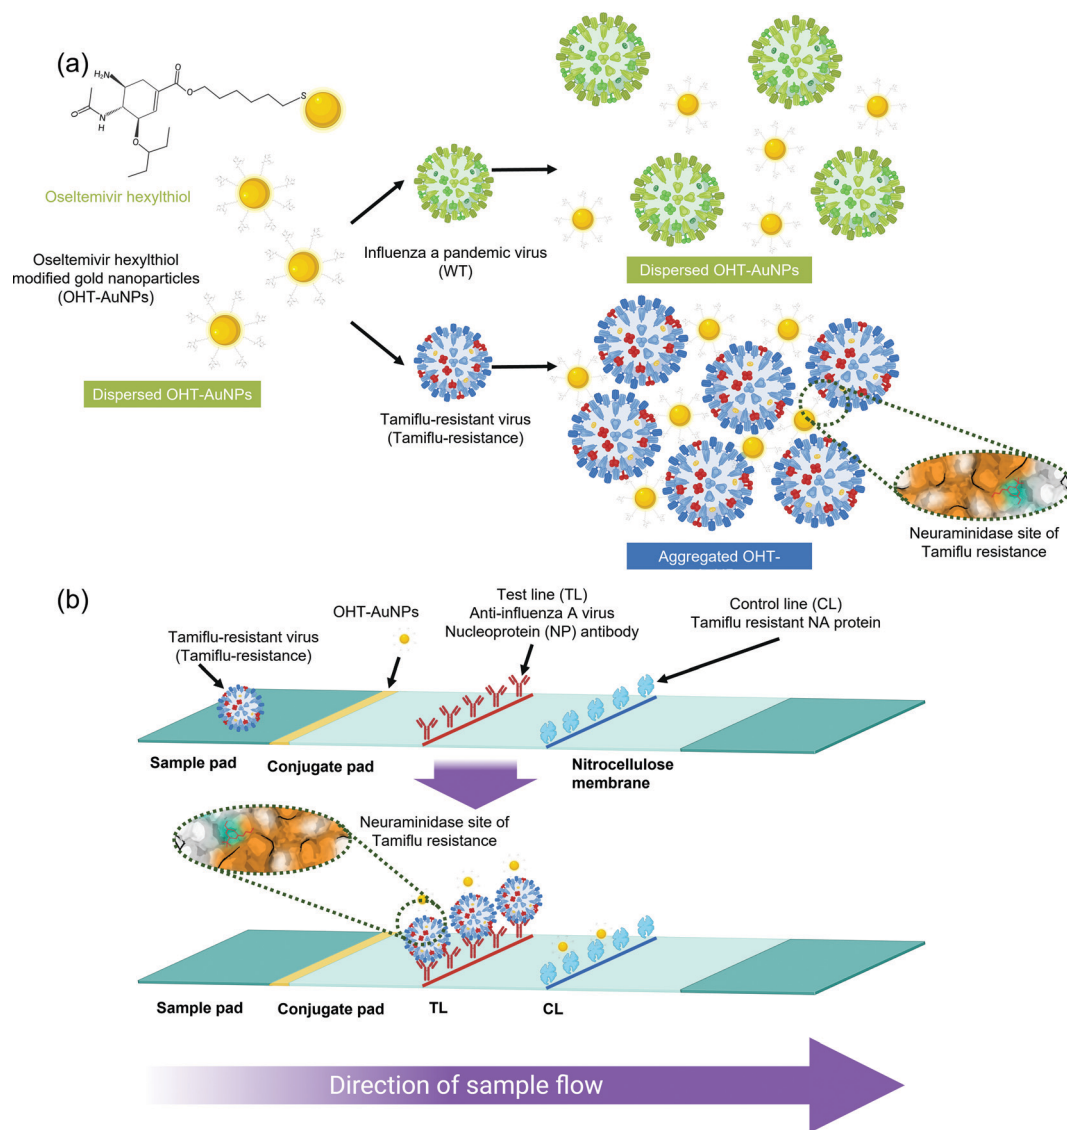 (a)
H₂N
O
O
S
O
N
H
O
Oseltemivir hexylthiol
Oseltemivir hexylthiol
modified gold nanoparticles
(OHT-AuNPs)
Dispersed OHT-AuNPs
Influenza a pandemic virus
(WT)
Dispersed OHT-AuNPs
Tamiflu-resistant virus
(Tamiflu-resistance)
Aggregated OHT-
Neuraminidase site of
Tamiflu resistance
(b)
Tamiflu-resistant virus
(Tamiflu-resistance)
OHT-AuNPs
Test line (TL)
Anti-influenza A virus
Nucleoprotein (NP) antibody
Control line (CL)
Tamiflu resistant NA protein
Sample pad
Conjugate pad
Nitrocellulose
membrane
Neuraminidase site of
Tamiflu resistance
Sample pad
Conjugate pad
TL
CL
Direction of sample flow